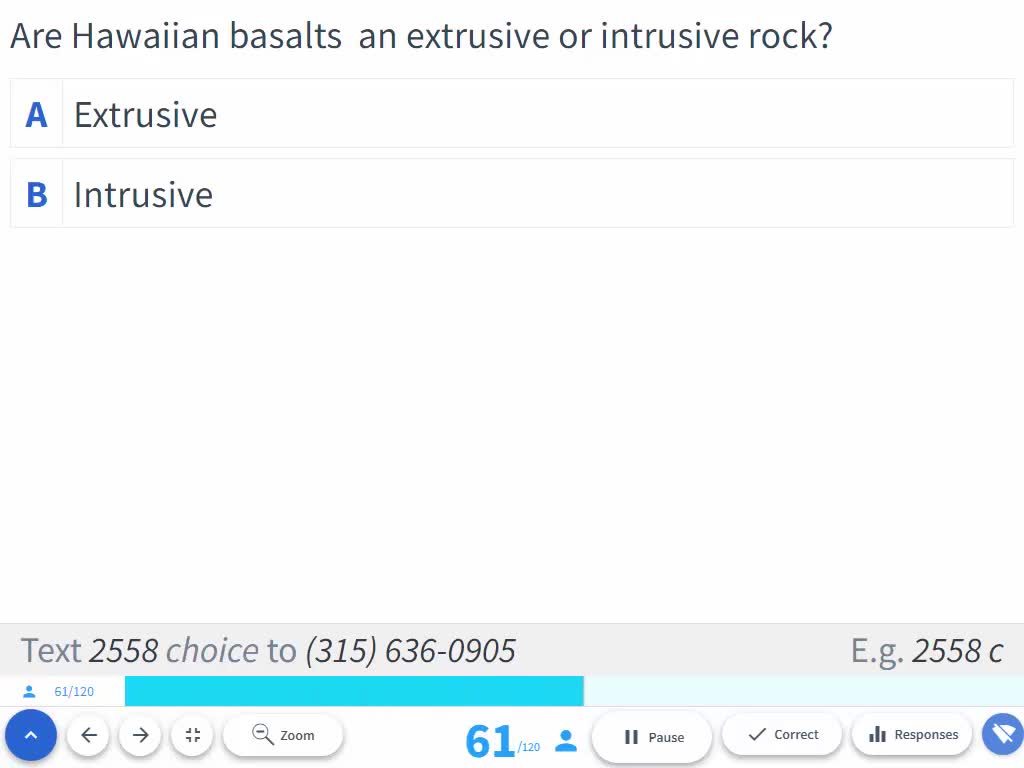 Are Hawaiian basalts  an extrusive or intrusive rock?
A Extrusive
B Intrusive
Text 2558 choice to (315) 636-0905 E.g. 2558 c
61/120
Zoom 61/120 Pause Correct Responses